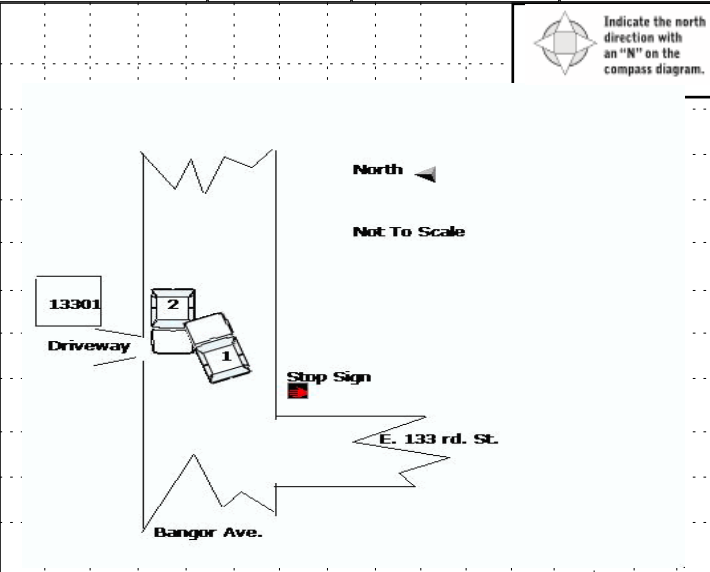 Indicate the north
direction with
an “N” on the
compass diagram.
North
Not To Scale
13301
2
Driveway
1
Stop Sign
E. 133 rd. St.
Bangor Ave.